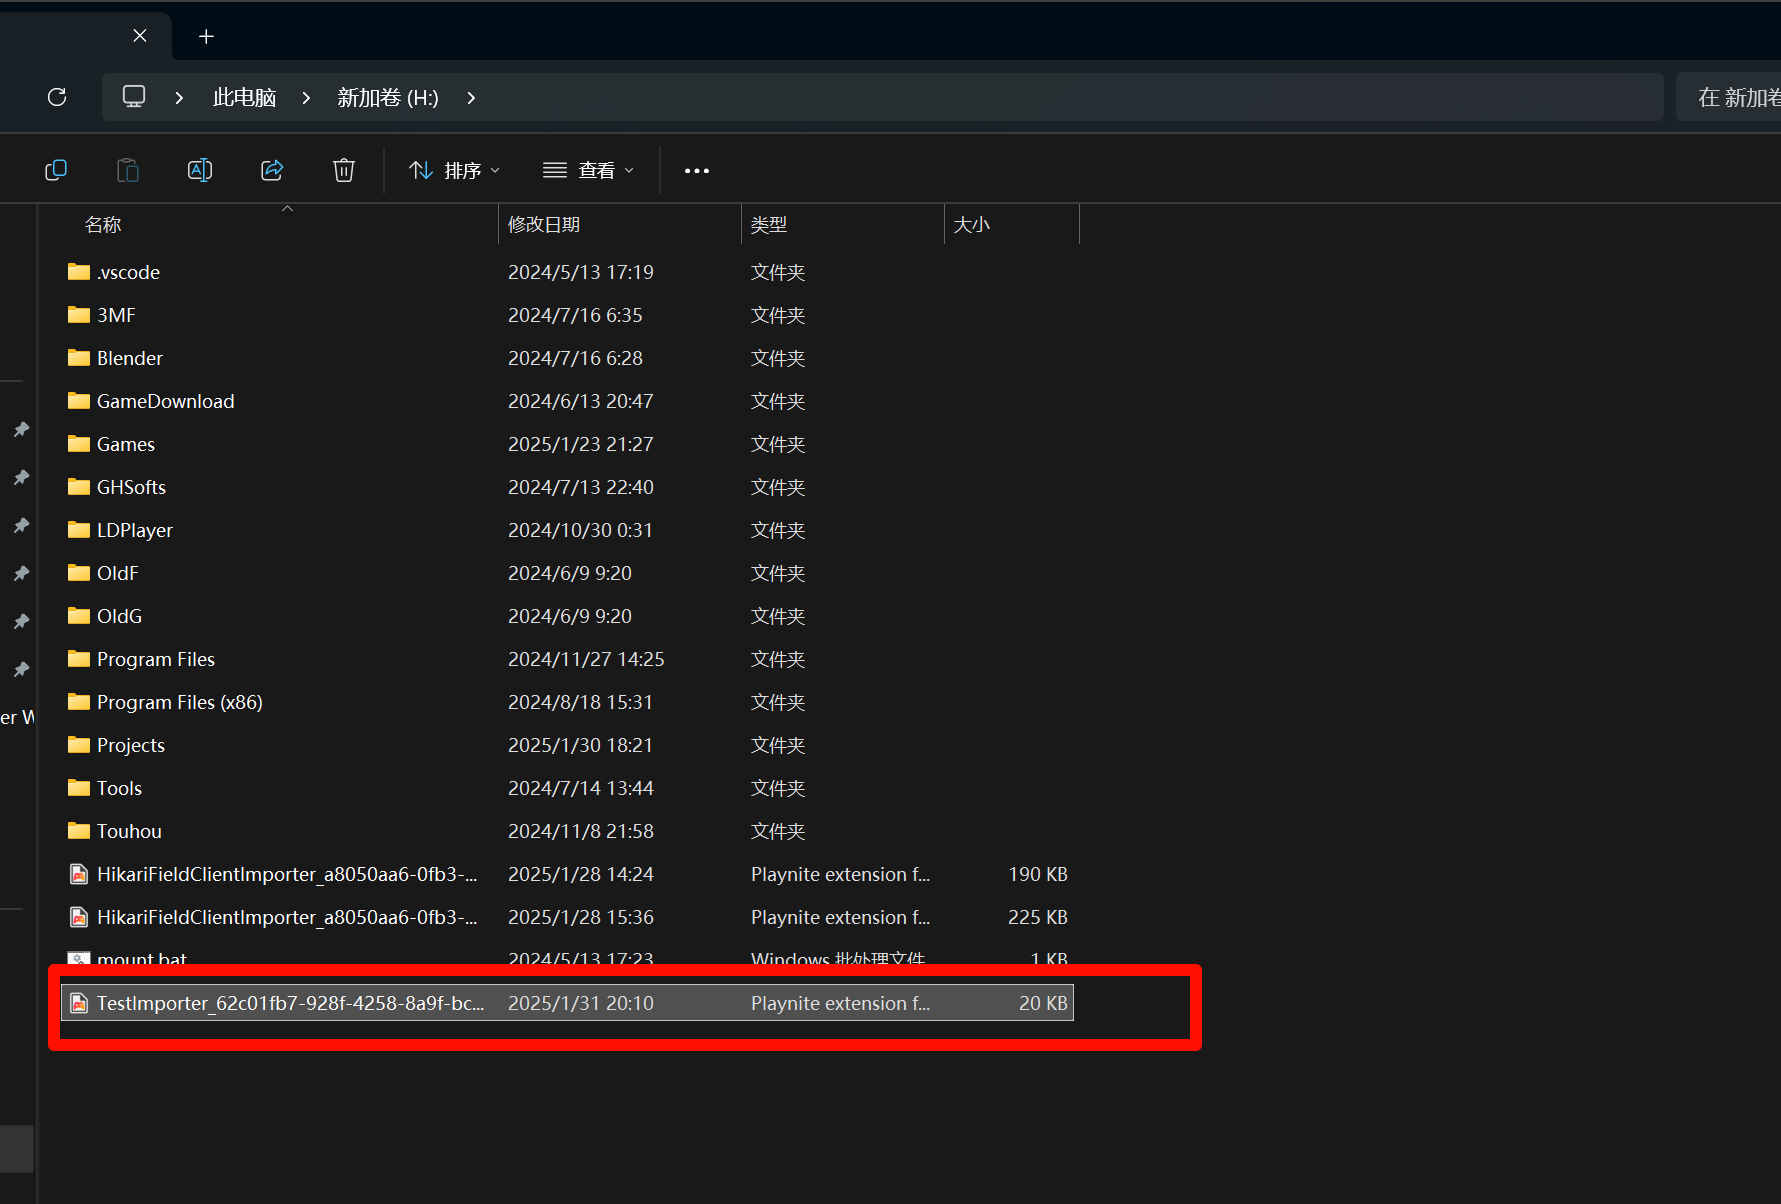 此电脑 新加卷 (H:) 在 新加卷
排序 查看
名称 修改日期 类型 大小
.vscode 2024/5/13 17:19 文件夹
3MF 2024/7/16 6:35 文件夹
Blender 2024/7/16 6:28 文件夹
GameDownload 2024/6/13 20:47 文件夹
Games 2025/1/23 21:27 文件夹
GHSofts 2024/7/13 22:40 文件夹
LDPlayer 2024/10/30 0:31 文件夹
OldF 2024/6/9 9:20 文件夹
OldG 2024/6/9 9:20 文件夹
Program Files 2024/11/27 14:25 文件夹
Program Files (x86) 2024/8/18 15:31 文件夹
er W
Projects 2025/1/30 18:21 文件夹
Tools 2024/7/14 13:44 文件夹
Touhou 2024/11/8 21:58 文件夹
HikariFieldClientImporter_a8050aa6-0fb3-... 2025/1/28 14:24 Playnite extension f... 190 KB
HikariFieldClientImporter_a8050aa6-0fb3-... 2025/1/28 15:36 Playnite extension f... 225 KB
mount.bat 2024/5/13 17:23 Windows 批处理文件 1 KB
TestImporter_62c01fb7-928f-4258-8a9f-bc... 2025/1/31 20:10 Playnite extension f... 20 KB